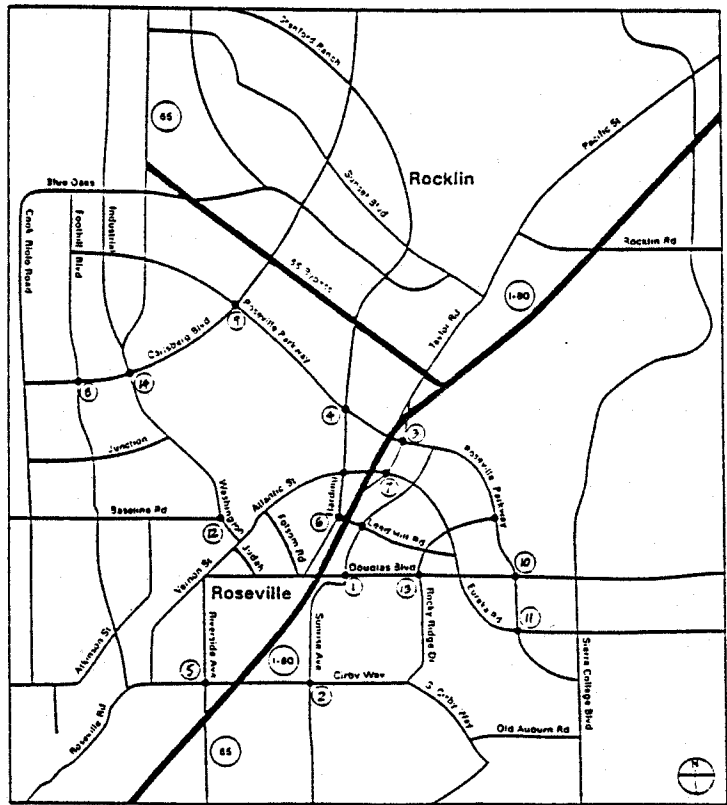 Stanford Ranch
Pacific St
65
Sunset Blvd
Rocklin
Blue Oaks
Cook Riolo Road
Foothill Blvd
Industrial
Rocklin Rd
65 Bypass
I-80
Taylor Rd
9
Roseville Parkway
Carlsberg Blvd
8
14
4
3
Junction
Roseville Parkway
Washington
Atlantic St
Harding
7
Baseline Rd
6
Lead Hill Rd
12
Folsom Rd
Judah
Vernon St
Douglas Blvd
10
Roseville
1
13
Eureka Rd
11
Atkinson St
Riverside Ave
Sunrise Ave
Rocky Ridge Dr
Sierra College Blvd
5
I-80
Cirby Way
2
S Cirby Way
Roseville Rd
Old Auburn Rd
65
N